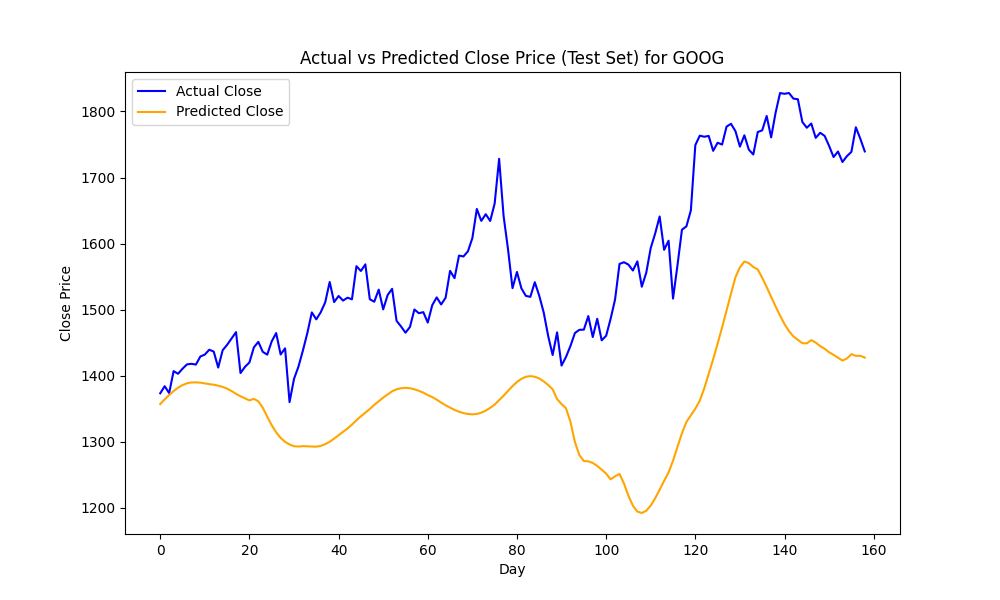 Actual vs Predicted Close Price (Test Set) for GOOG
Actual Close
Predicted Close
1800
1700
1600
1500
1400
1300
1200
Close Price
0 20 40 60 80 100 120 140 160
Day